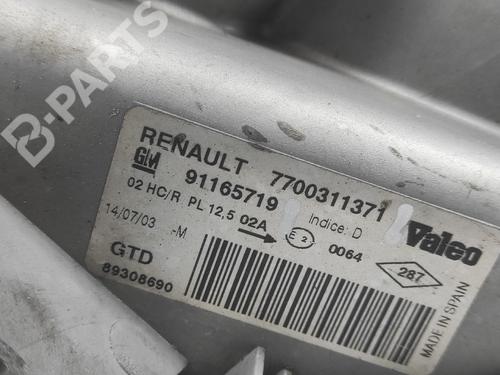 B-PARTS
RENAULT 7700311371
GM 91165719 Indice: D Valeo
02 HC/R PL 12,5 02A E2 0064 287
14/07/03 -M
GTD
89308690
MADE IN SPAIN